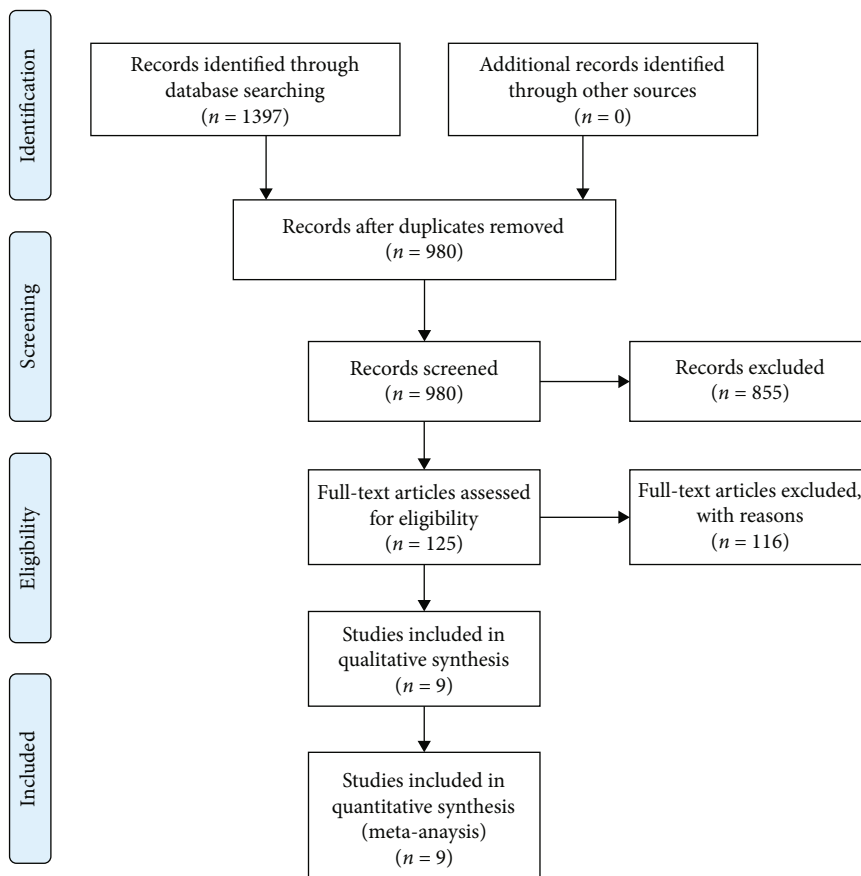 Identification
Records identified through
database searching
(n = 1397)
Additional records identified
through other sources
(n = 0)
Records after duplicates removed
(n = 980)
Screening
Records screened
(n = 980)
Records excluded
(n = 855)
Eligibility
Full-text articles assessed
for eligibility
(n = 125)
Full-text articles excluded,
with reasons
(n = 116)
Studies included in
qualitative synthesis
(n = 9)
Included
Studies included in
quantitative synthesis
(meta-anaysis)
(n = 9)